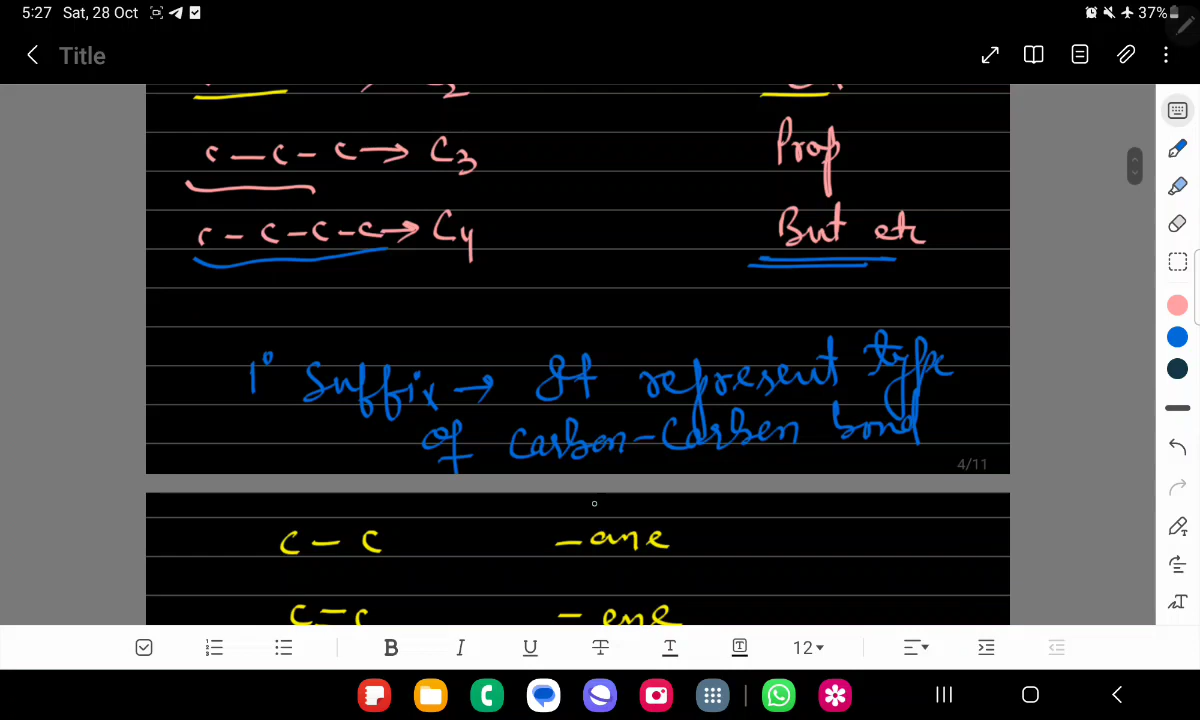 5:27 Sat, 28 Oct 37%
Title
C – C – C → C3 Prop
C – C – C – C → C4 But etc
1° Suffix → It represent type
of Carbon-Carbon bond
4/11
C – C – ane
C = C – ene
B I U T T T 12